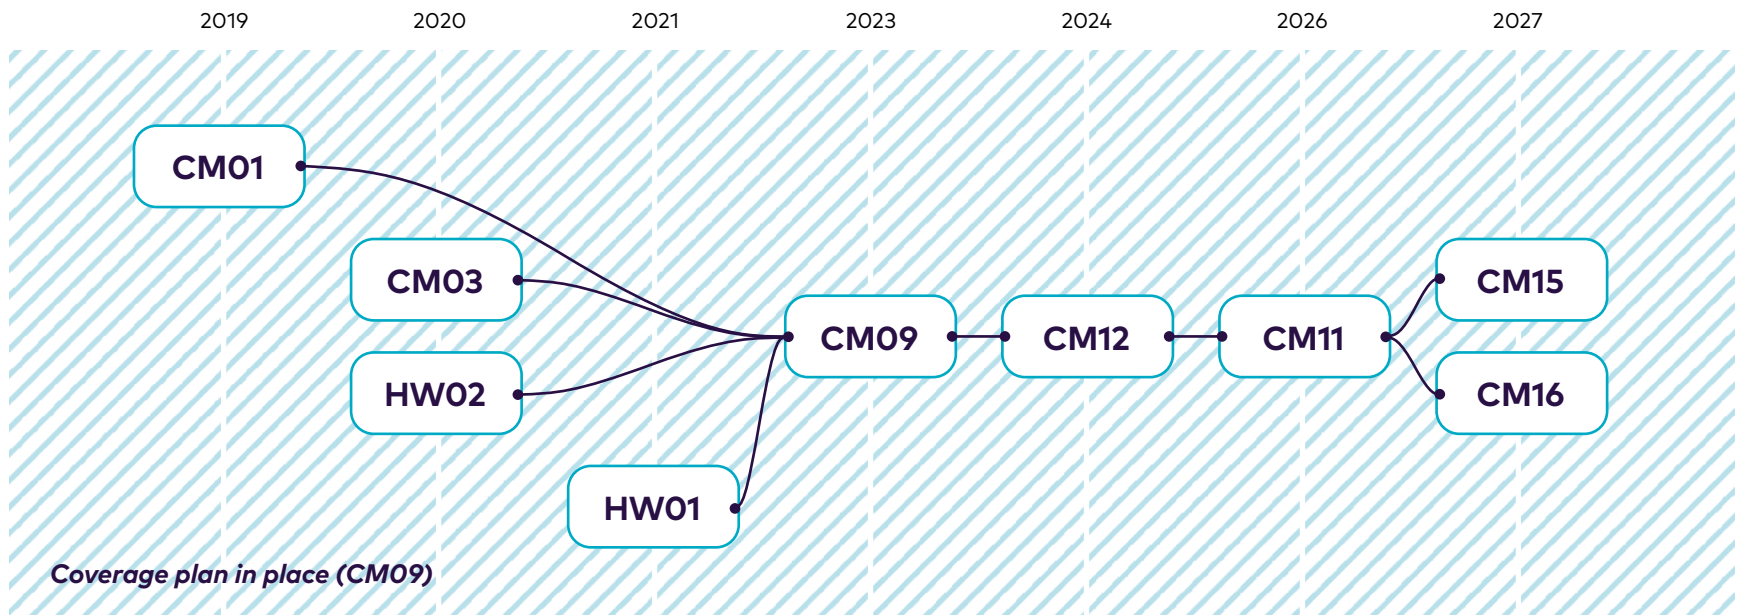 2019 2020 2021 2023 2024 2026 2027
CM01
CM03
CM15
CM09 CM12 CM11
HW02
CM16
HW01
Coverage plan in place (CM09)